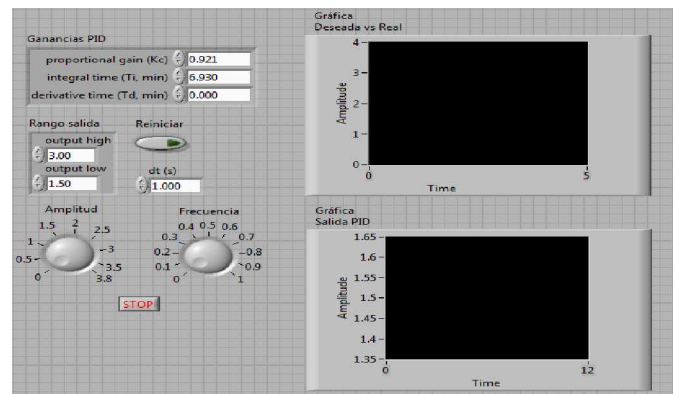 Ganancias PID
proportional gain (Kc) 0.921
integral time (Ti, min) 6.930
derivative time (Td, min) 0.000
Rango salida
output high
3.00
output low
1.50
Reiniciar
dt (s)
1.000
Amplitud
0 0.5 1 1.5 2 2.5 3 3.5 3.8
Frecuencia
0 0.1 0.2 0.3 0.4 0.5 0.6 0.7 0.8 0.9 1
STOP
Gráfica
Deseada vs Real
Amplitude
4
3
2
1
0
0 5
Time
Gráfica
Salida PID
Amplitude
1.65
1.6
1.55
1.5
1.45
1.4
1.35
0 12
Time